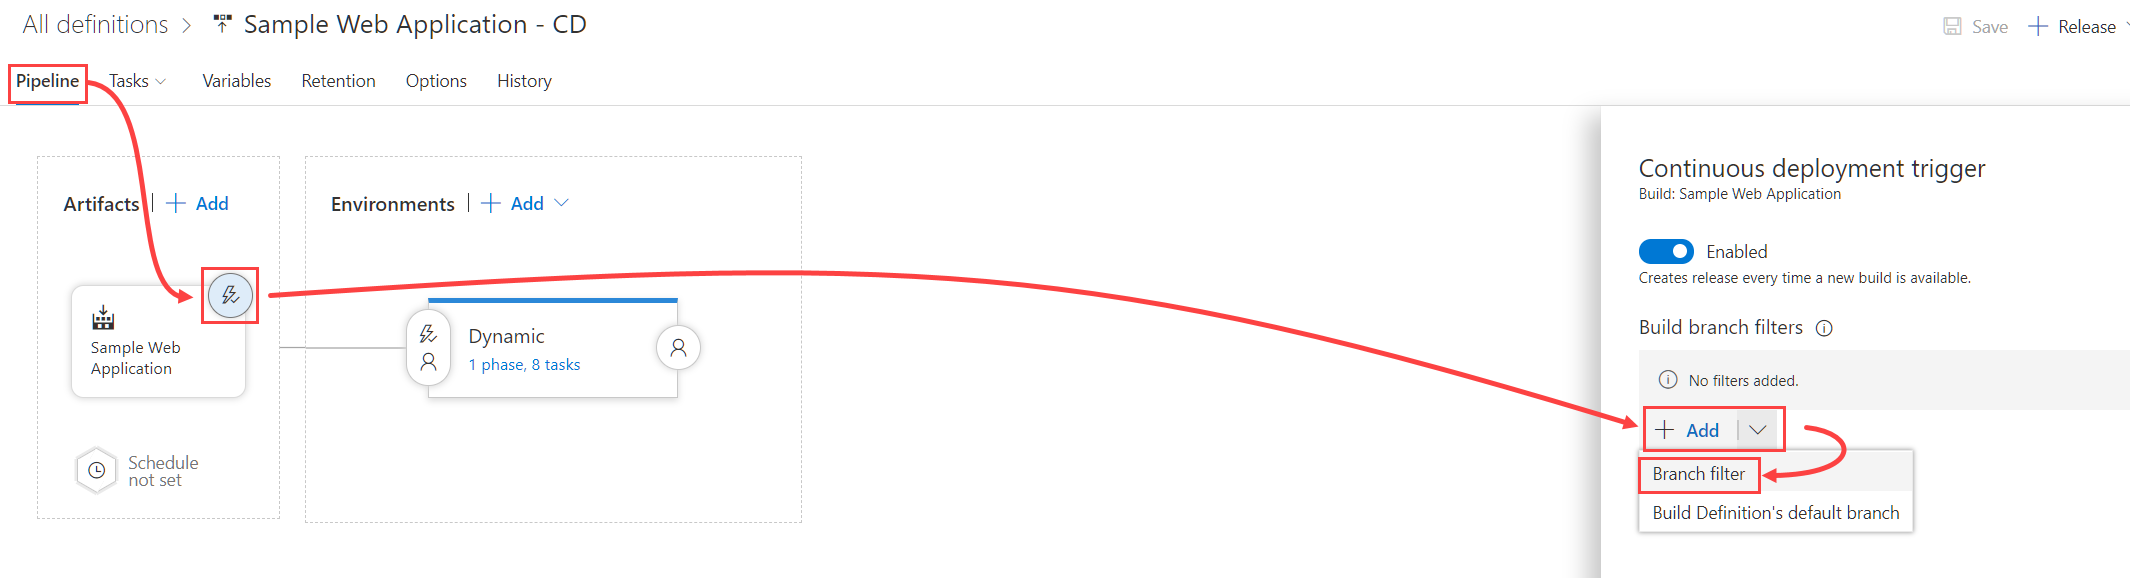 All definitions > Sample Web Application - CD
Save + Release
Pipeline Tasks Variables Retention Options History
Artifacts | + Add
Environments | + Add
Sample Web
Application
Dynamic
1 phase, 8 tasks
Schedule
not set
Continuous deployment trigger
Build: Sample Web Application
Enabled
Creates release every time a new build is available.
Build branch filters
No filters added.
+ Add
Branch filter
Build Definition's default branch